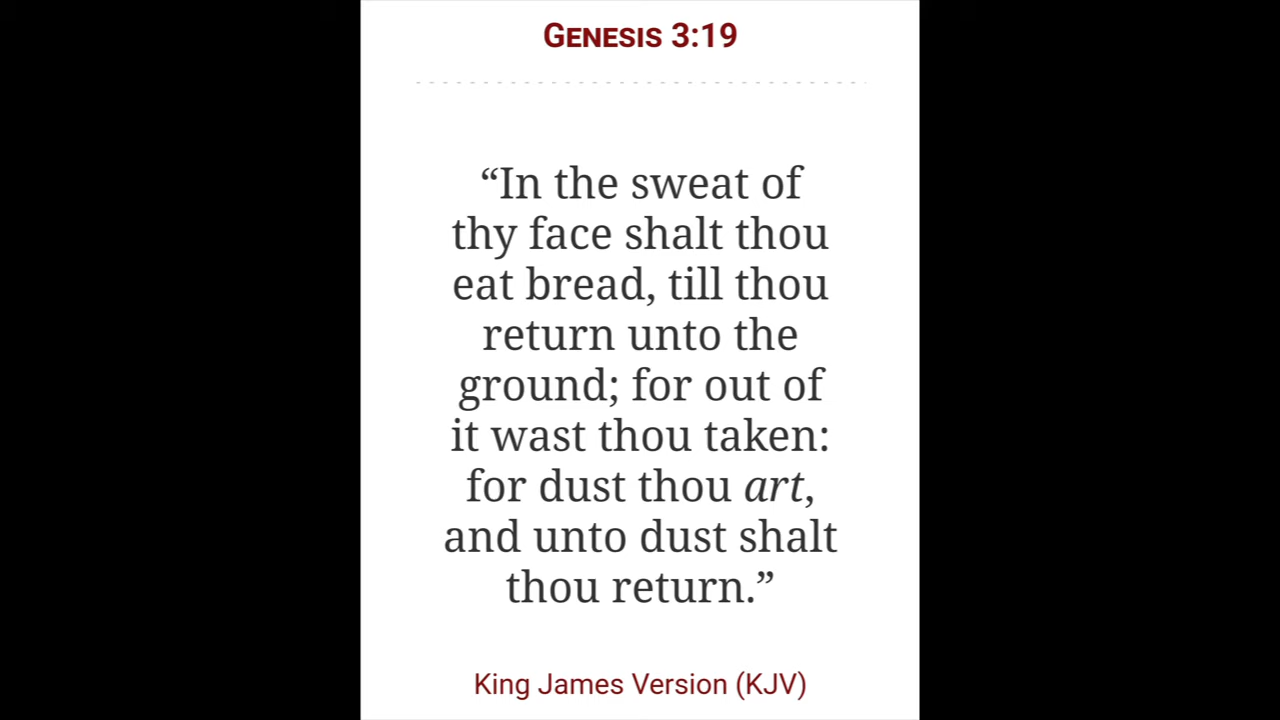 Genesis 3:19
“In the sweat of
thy face shalt thou
eat bread, till thou
return unto the
ground; for out of
it wast thou taken:
for dust thou art,
and unto dust shalt
thou return.”
King James Version (KJV)